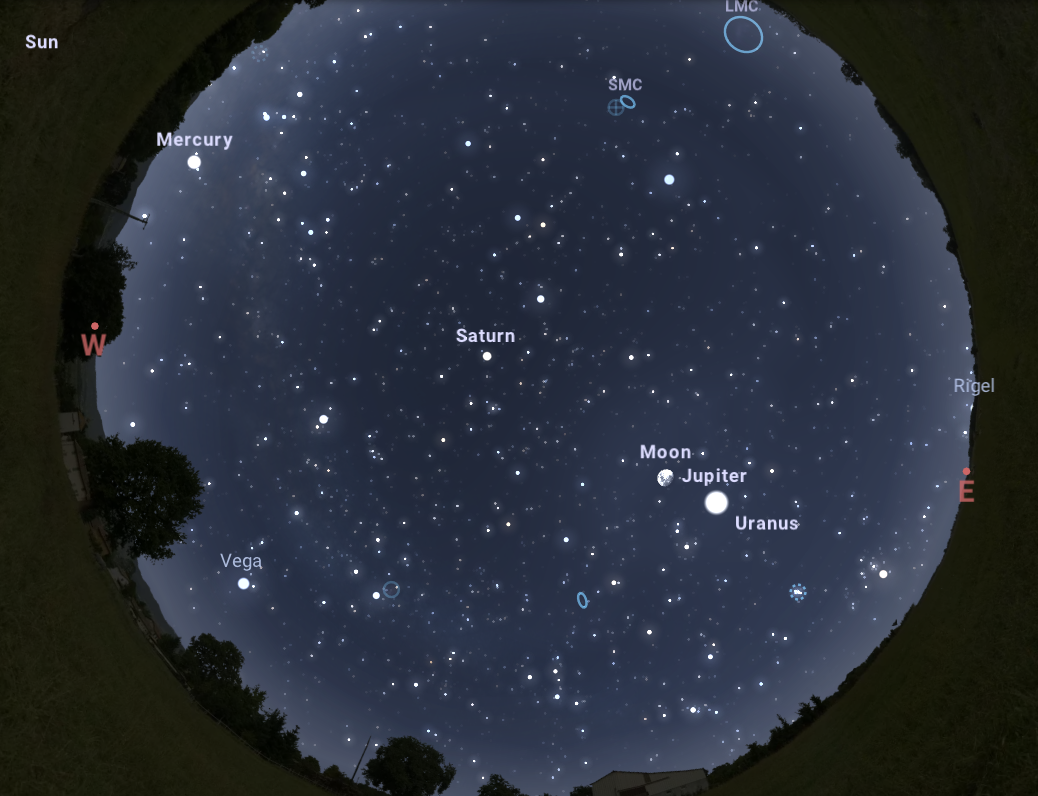 LMC
Sun
SMC
Mercury
Saturn
W
Rigel
Moon
Jupiter
E
Uranus
Vega